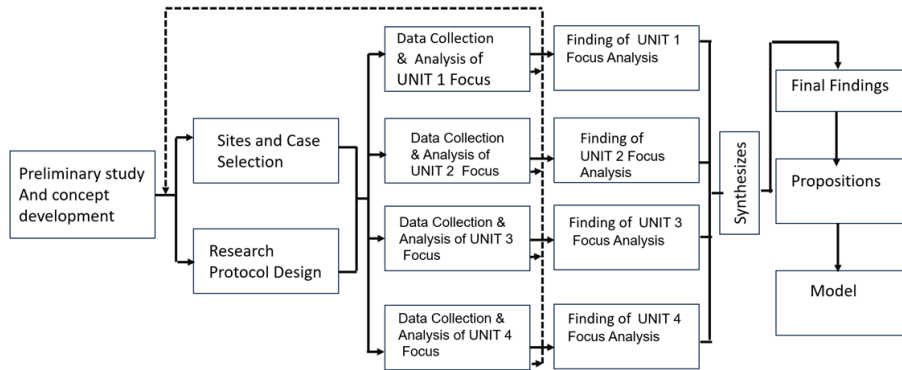 Preliminary study
And concept
development
Sites and Case
Selection
Research
Protocol Design
Data Collection
& Analysis of
UNIT 1 Focus
Data Collection
& Analysis of
UNIT 2 Focus
Data Collection &
Analysis of UNIT 3
Focus
Data Collection &
Analysis of UNIT 4
Focus
Finding of UNIT 1
Focus Analysis
Finding of
UNIT 2 Focus
Analysis
Finding of UNIT 3
Focus Analysis
Finding of UNIT 4
Focus Analysis
Synthesizes
Final Findings
Propositions
Model